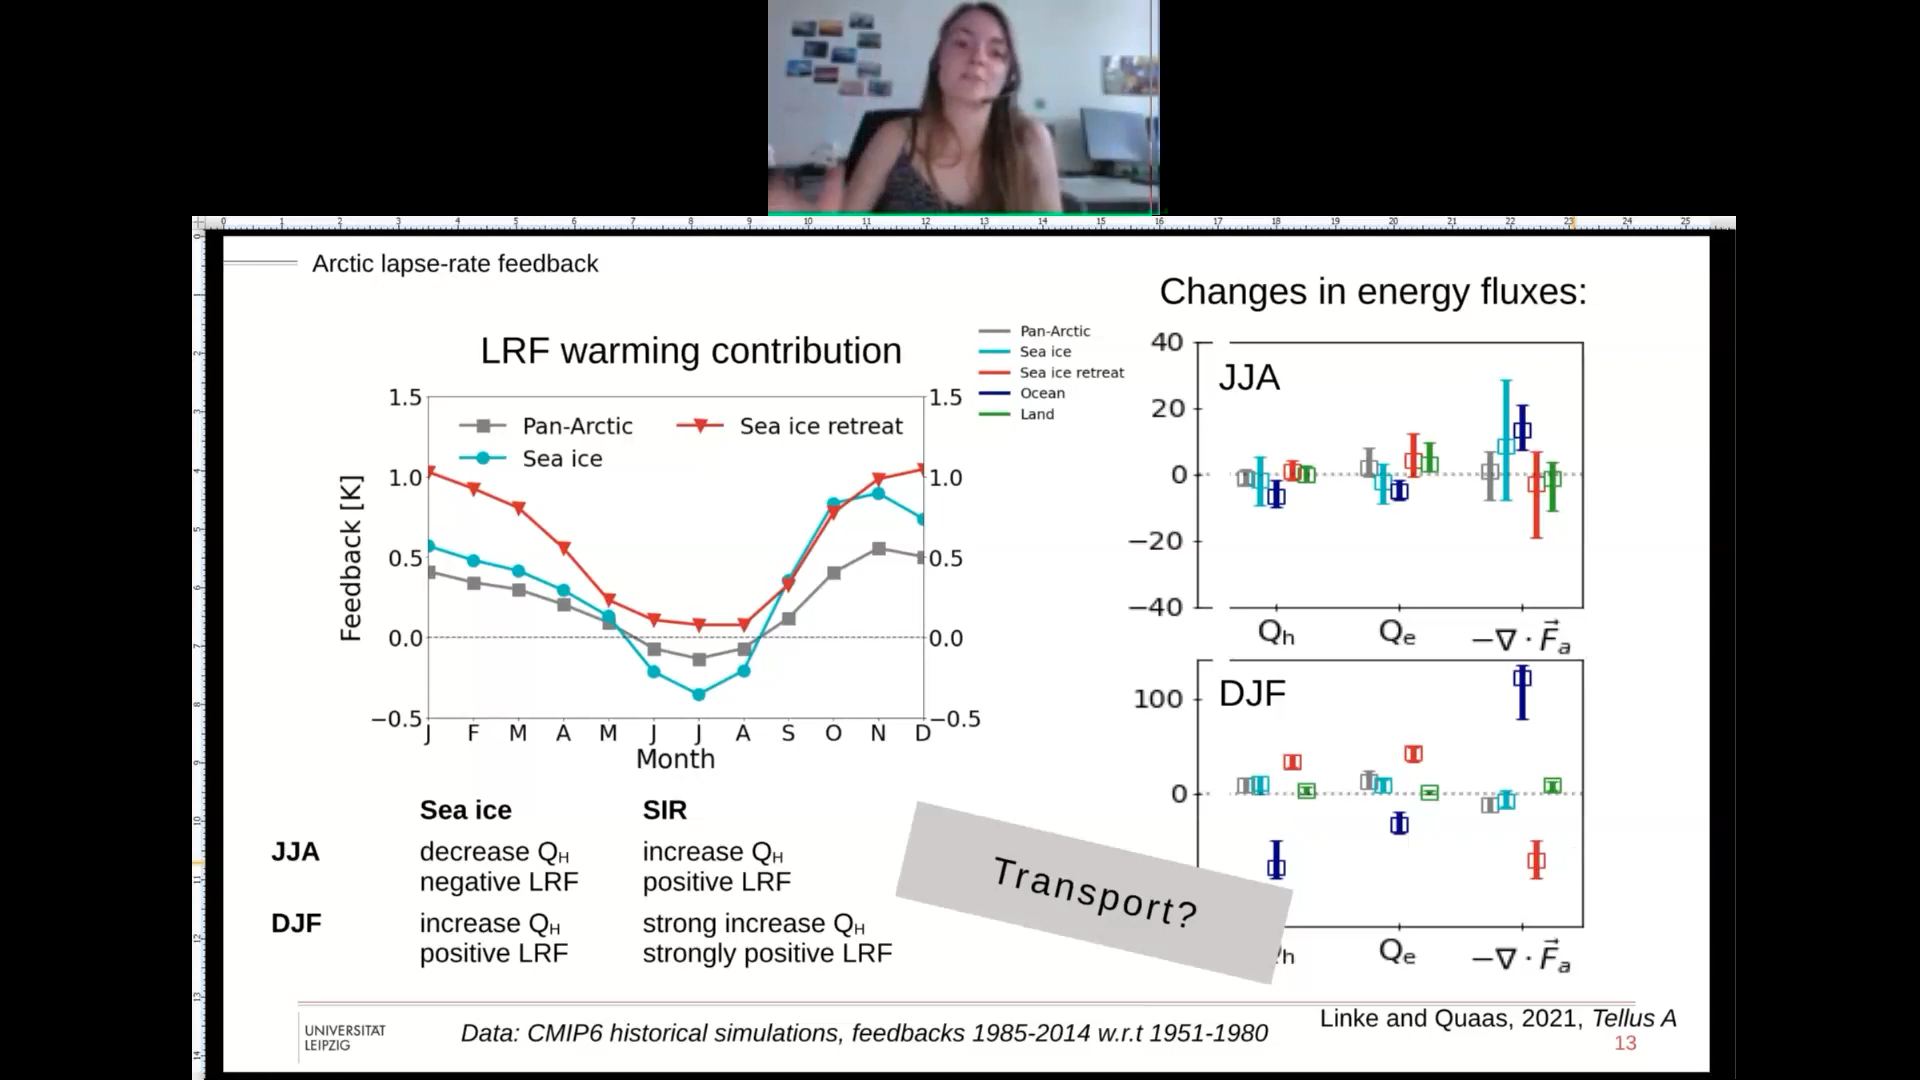 Arctic lapse-rate feedback
Changes in energy fluxes:
LRF warming contribution
Pan-Arctic
Sea ice
Sea ice retreat
Ocean
Land
1.5
1.0
0.5
0.0
−0.5
1.5
1.0
0.5
0.0
−0.5
Pan-Arctic
Sea ice retreat
Sea ice
Feedback [K]
J F M A M J J A S O N D
Month
40
20
0
−20
−40
JJA
Qh Qe −∇ · F⃗a
100
0
DJF
h Qe −∇ · F⃗a
Sea ice SIR
JJA decrease QH increase QH
negative LRF positive LRF
DJF increase QH strong increase QH
positive LRF strongly positive LRF
Transport?
UNIVERSITÄT
LEIPZIG
Data: CMIP6 historical simulations, feedbacks 1985-2014 w.r.t 1951-1980
Linke and Quaas, 2021, Tellus A
13